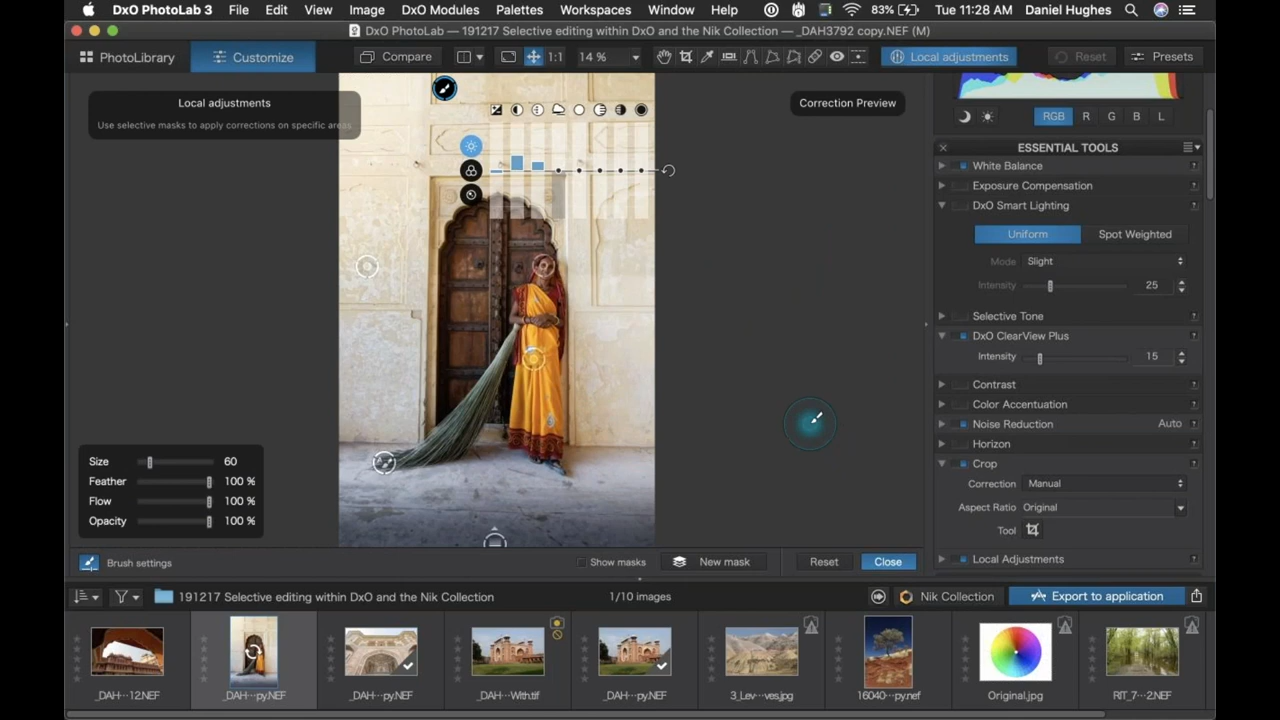 DxO PhotoLab 3 File Edit View Image DxO Modules Palettes Workspaces Window Help 83% Tue 11:28 AM Daniel Hughes
DxO PhotoLab 3 | 191217 Selective editing within DxO and the Nik Collection — _DAH3792 copy.NEF (M)
PhotoLibrary Customize Compare 1:1 14 % Local adjustments Reset Presets
Local adjustments
Use selective masks to apply corrections on specific areas
Correction Preview
RGB R G B L
ESSENTIAL TOOLS
White Balance
Exposure Compensation
DxO Smart Lighting
Uniform Spot Weighted
Mode Slight
Intensity 25
Selective Tone
DxO ClearView Plus
Intensity 15
Contrast
Color Accentuation
Noise Reduction Auto
Horizon
Crop
Correction Manual
Aspect Ratio Original
Tool
Local Adjustments
Size 60
Feather 100 %
Flow 100 %
Opacity 100 %
Brush settings Show masks New mask Reset Close
191217 Selective editing within DxO and the Nik Collection 1/10 images Nik Collection Export to application
_DAH···12.NEF _DAH···py.NEF _DAH···py.NEF _DAH···With.tif _DAH···py.NEF 3_Lev···ves.jpg 16040···py.nef Original.jpg RIT_7···2.NEF